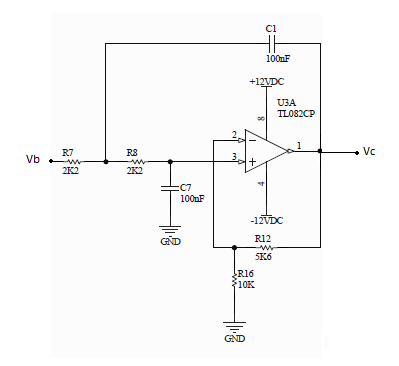 C1
100nF
+12VDC
U3A
TL082CP
8
R7
R8
2
1
Vb
Vc
3
2K2
2K2
C7
4
100nF
-12VDC
GND
R12
5K6
R16
10K
GND